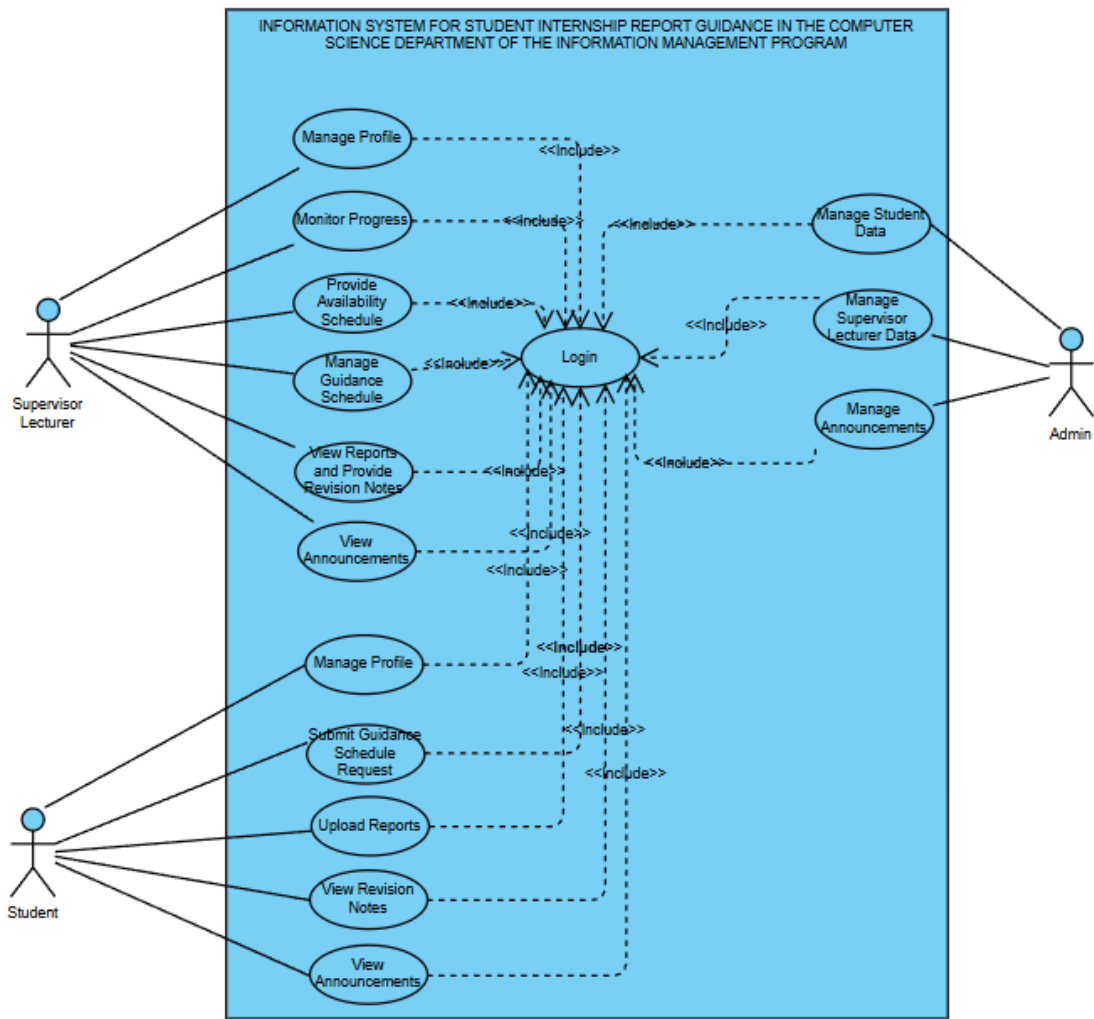 INFORMATION SYSTEM FOR STUDENT INTERNSHIP REPORT GUIDANCE IN THE COMPUTER
SCIENCE DEPARTMENT OF THE INFORMATION MANAGEMENT PROGRAM
Manage Profile
<<Include>>
Monitor Progress
<<Include>>
<<Include>>
Manage Student
Data
Provide
Availability
Schedule
<<Include>>
<<Include>>
Manage
Supervisor
Lecturer Data
Login
Manage
Guidance
Schedule
<<Include>>
Supervisor
Lecturer
Manage
Announcements
Admin
View Reports
and Provide
Revision Notes
<<Include>>
<<Include>>
View
Announcements
<<Include>>
<<Include>>
Manage Profile
<<Include>>
<<Include>>
Submit Guidance
Schedule
Request
<<Include>>
<<Include>>
Upload Reports
View Revision
Notes
Student
View
Announcements